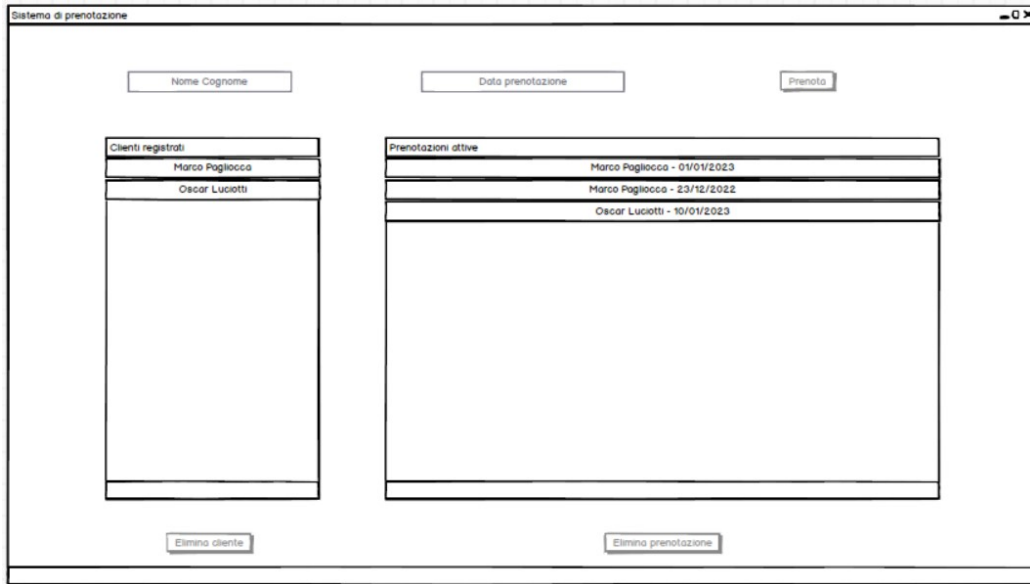 Sistema di prenotazione
Nome Cognome
Data prenotazione
Prenota
Clienti registrati
Marco Pagliocca
Oscar Luciotti
Prenotazioni attive
Marco Pagliocca - 01/01/2023
Marco Pagliocca - 23/12/2022
Oscar Luciotti - 10/01/2023
Elimina cliente
Elimina prenotazione